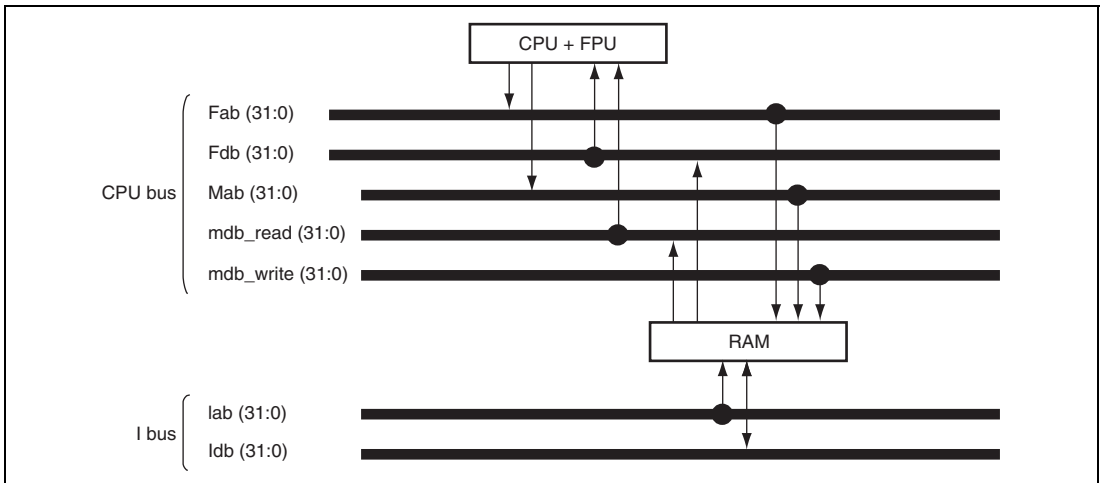 CPU + FPU
Fab (31:0)
Fdb (31:0)
CPU bus
Mab (31:0)
mdb_read (31:0)
mdb_write (31:0)
RAM
Iab (31:0)
I bus
Idb (31:0)